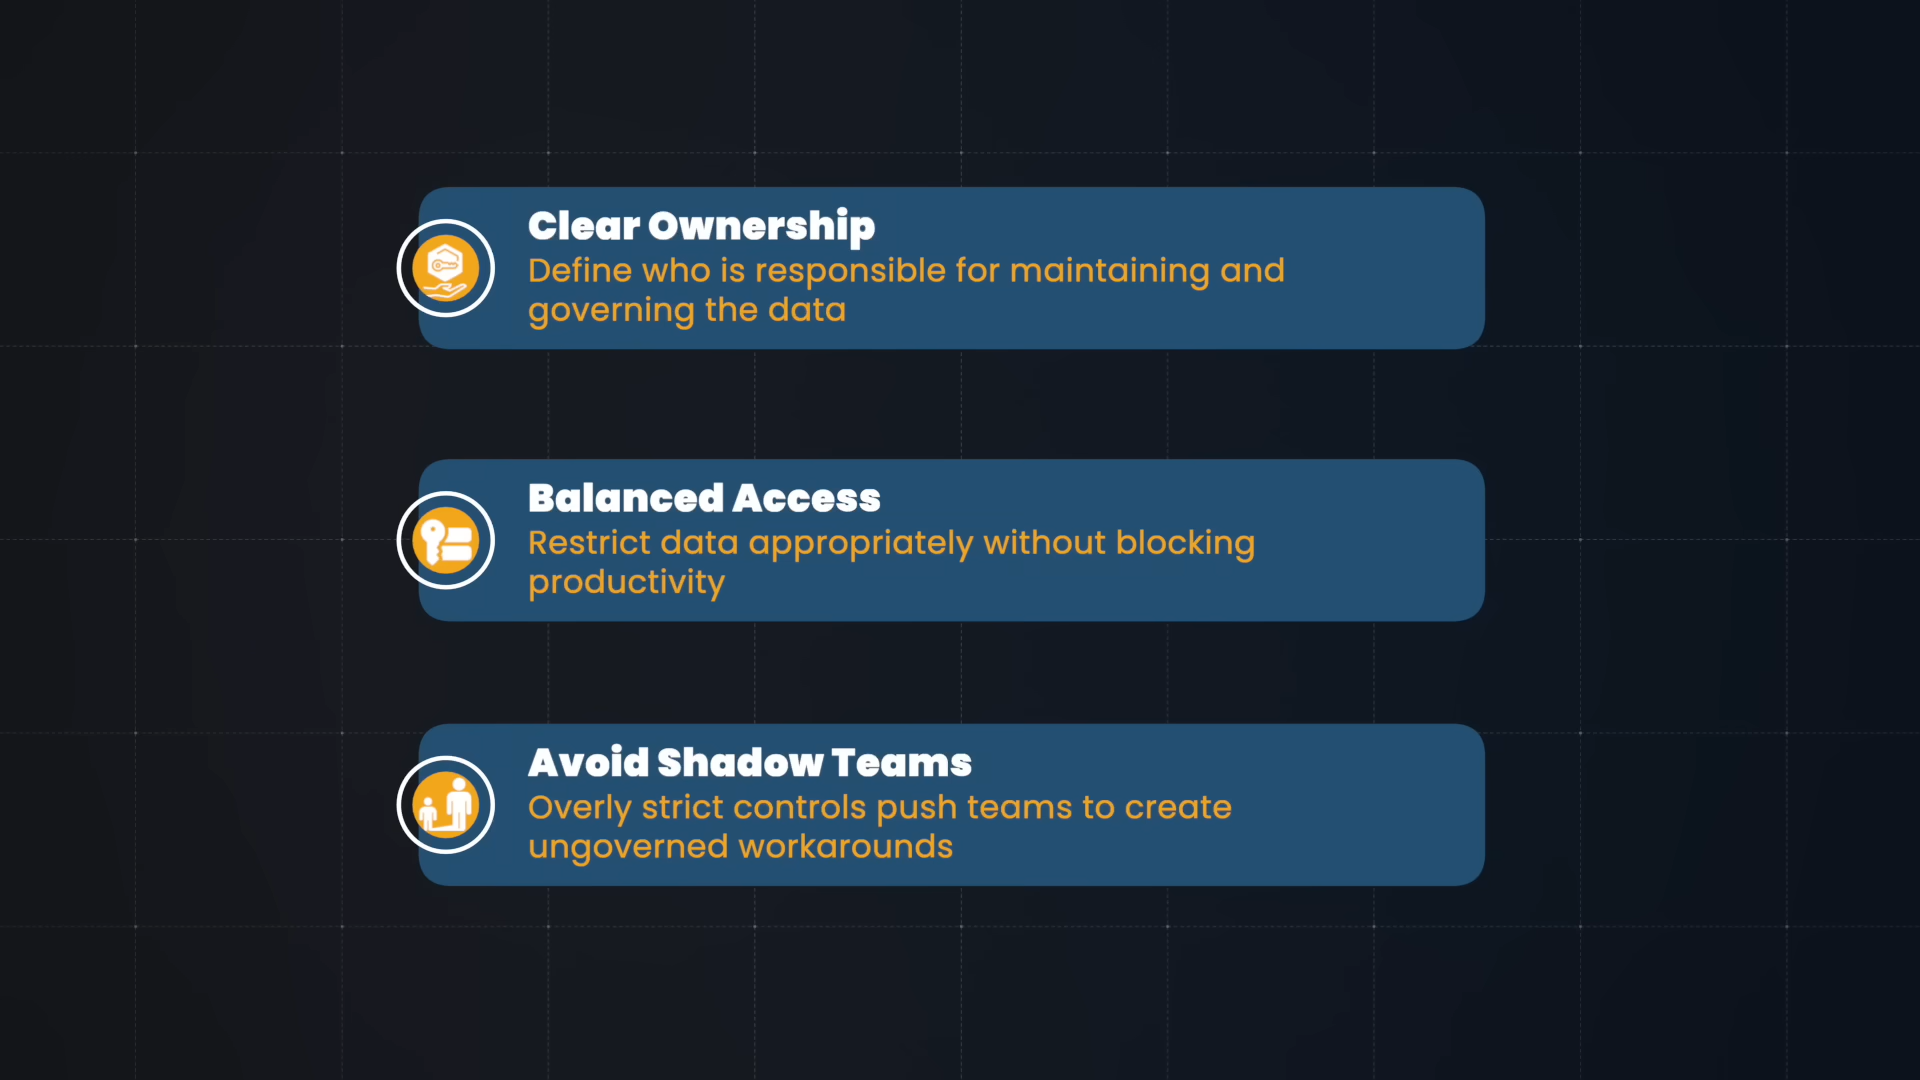 Clear Ownership
Define who is responsible for maintaining and
governing the data
Balanced Access
Restrict data appropriately without blocking
productivity
Avoid Shadow Teams
Overly strict controls push teams to create
ungoverned workarounds